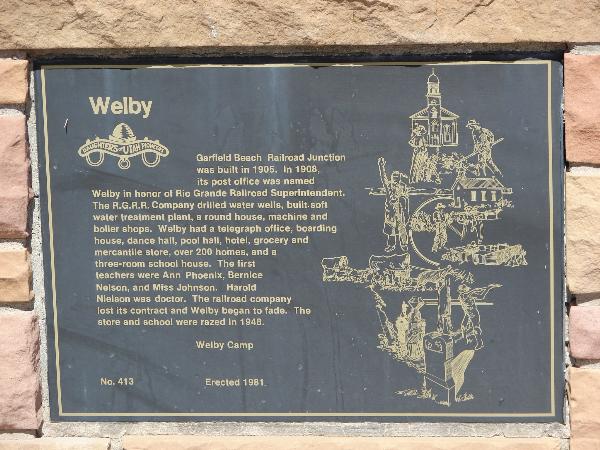 Welby
DAUGHTERS OF UTAH PIONEERS
Garfield Beach Railroad Junction
was built in 1905. In 1908,
its post office was named
Welby in honor of Rio Grande Railroad Superintendent.
The R.G.R.R. Company drilled water wells, built soft
water treatment plant, a round house, machine and
boiler shops. Welby had a telegraph office, boarding
house, dance hall, pool hall, hotel, grocery and
mercantile store, over 200 homes, and a
three-room school house. The first
teachers were Ann Phoenix, Bernice
Nelson, and Miss Johnson. Harold
Nielson was doctor. The railroad company
lost its contract and Welby began to fade. The
store and school were razed in 1948.
Welby Camp
No. 413 Erected 1981